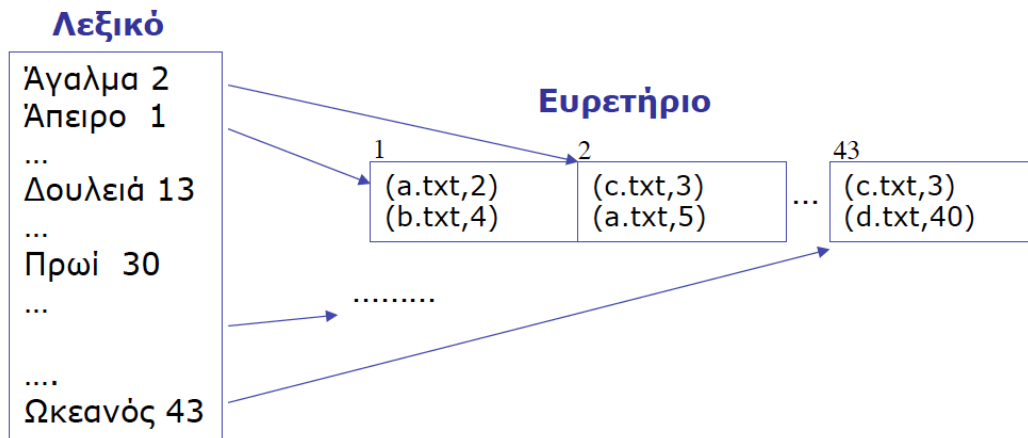 Λεξικό
Άγαλμα 2
Άπειρο 1
...
Δουλειά 13
...
Πρωί 30
...
....
Ωκεανός 43
Ευρετήριο
1 2 43
(a.txt,2) (c.txt,3) ... (c.txt,3)
(b.txt,4) (a.txt,5) (d.txt,40)
.........